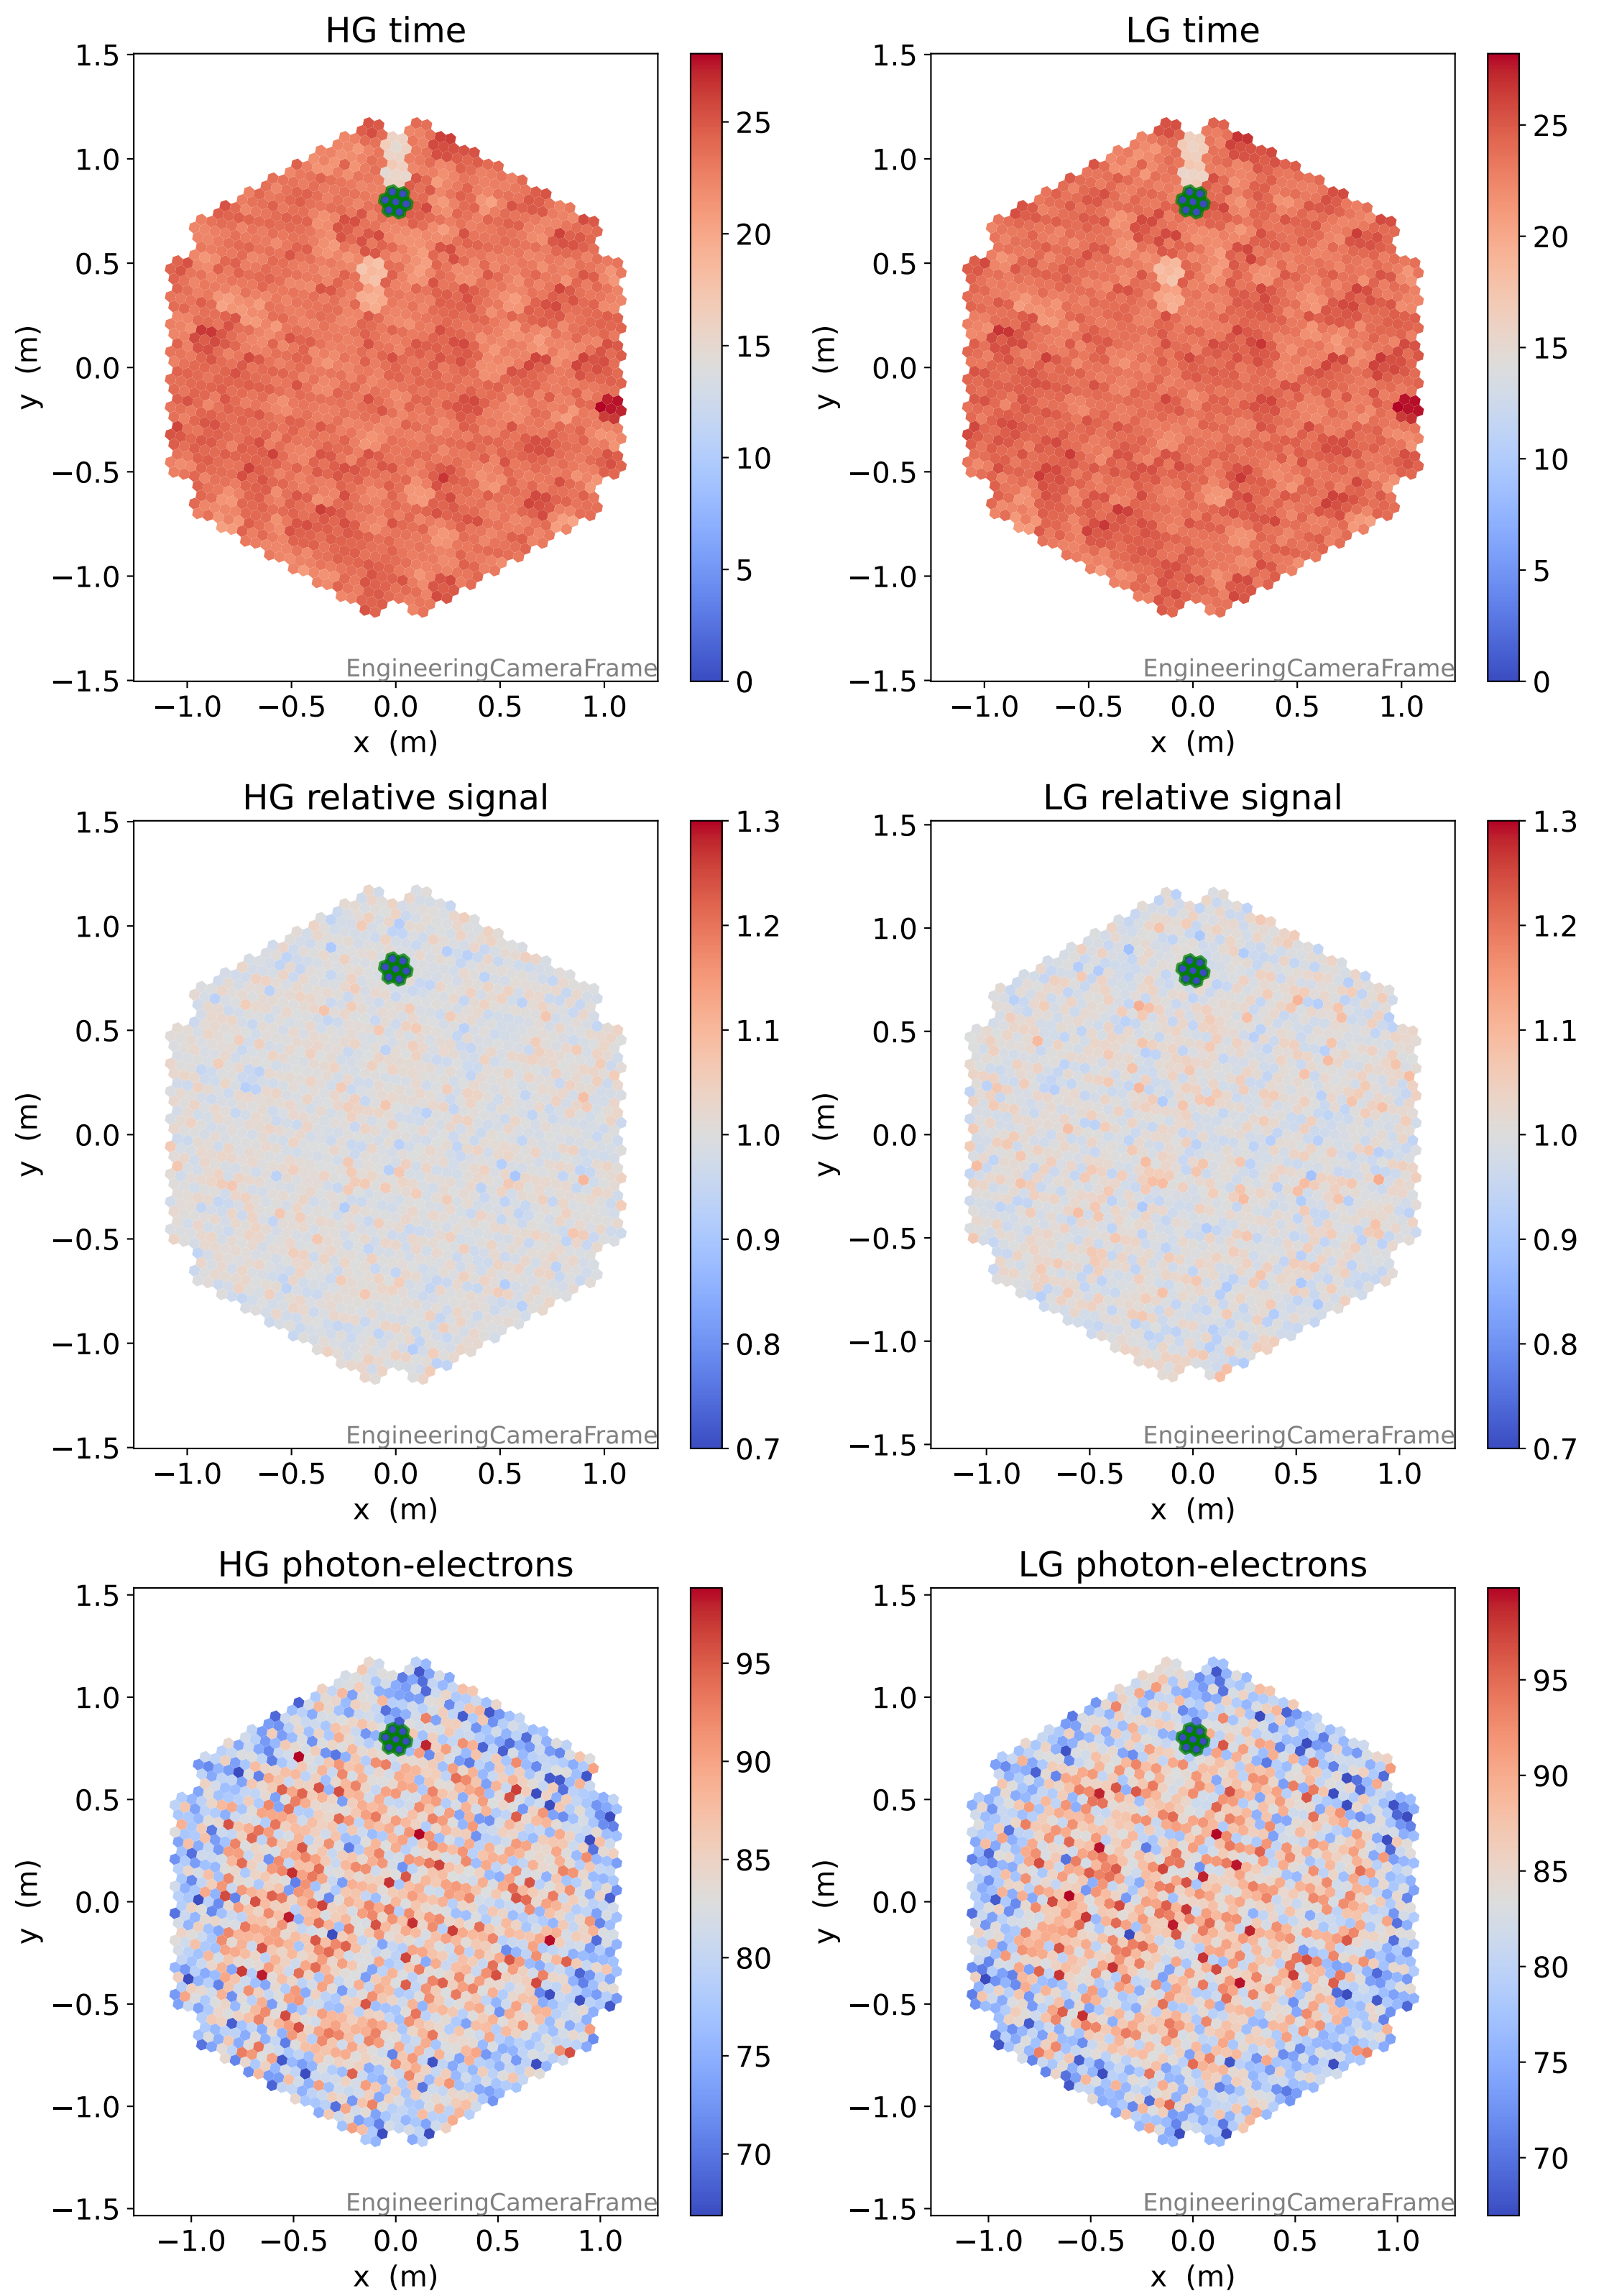 HG time
1.5
1.0
0.5
0.0
−0.5
−1.0
−1.5
y (m)
−1.0 −0.5 0.0 0.5 1.0
x (m)
EngineeringCameraFrame
25
20
15
10
5
0
LG time
1.5
1.0
0.5
0.0
−0.5
−1.0
−1.5
y (m)
−1.0 −0.5 0.0 0.5 1.0
x (m)
EngineeringCameraFrame
25
20
15
10
5
0
HG relative signal
1.5
1.0
0.5
0.0
−0.5
−1.0
−1.5
y (m)
−1.0 −0.5 0.0 0.5 1.0
x (m)
EngineeringCameraFrame
1.3
1.2
1.1
1.0
0.9
0.8
0.7
LG relative signal
1.5
1.0
0.5
0.0
−0.5
−1.0
−1.5
y (m)
−1.0 −0.5 0.0 0.5 1.0
x (m)
EngineeringCameraFrame
1.3
1.2
1.1
1.0
0.9
0.8
0.7
HG photon-electrons
1.5
1.0
0.5
0.0
−0.5
−1.0
−1.5
y (m)
−1.0 −0.5 0.0 0.5 1.0
x (m)
EngineeringCameraFrame
95
90
85
80
75
70
LG photon-electrons
1.5
1.0
0.5
0.0
−0.5
−1.0
−1.5
y (m)
−1.0 −0.5 0.0 0.5 1.0
x (m)
EngineeringCameraFrame
95
90
85
80
75
70